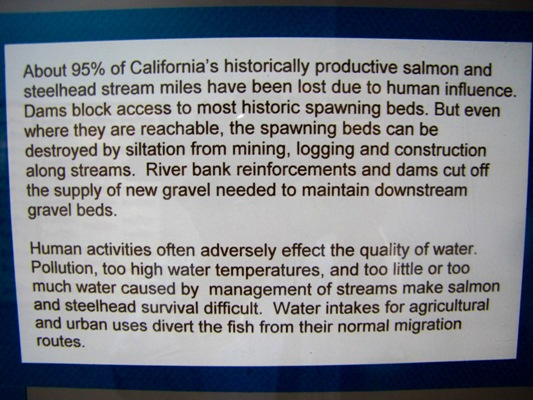 About 95% of California's historically productive salmon and
steelhead stream miles have been lost due to human influence.
Dams block access to most historic spawning beds. But even
where they are reachable, the spawning beds can be
destroyed by siltation from mining, logging and construction
along streams.  River bank reinforcements and dams cut off
the supply of new gravel needed to maintain downstream
gravel beds.
Human activities often adversely effect the quality of water.
Pollution, too high water temperatures, and too little or too
much water caused by  management of streams make salmon
and steelhead survival difficult.  Water intakes for agricultural
and urban uses divert the fish from their normal migration
routes.